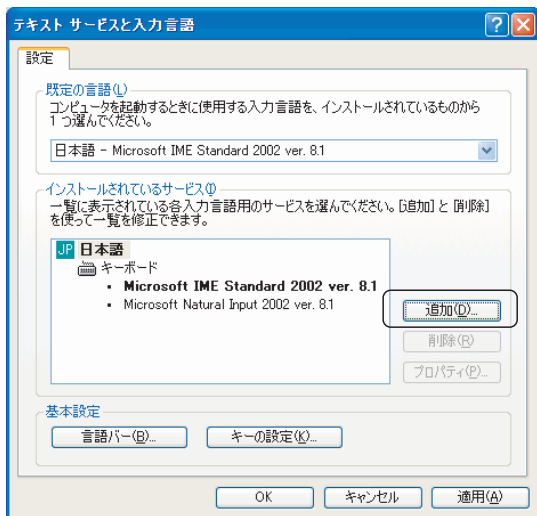 テキスト サービスと入力言語
設定
既定の言語(L)
コンピュータを起動するときに使用する入力言語を、インストールされているものから
1 つ選んでください。
日本語 - Microsoft IME Standard 2002 ver. 8.1
インストールされているサービス(I)
一覧に表示されている各入力言語用のサービスを選んでください。[追加] と [削除]
を使って一覧を修正できます。
JP 日本語
キーボード
• Microsoft IME Standard 2002 ver. 8.1
• Microsoft Natural Input 2002 ver. 8.1
追加(D)...
削除(R)
プロパティ(P)...
基本設定
言語バー(B)...
キーの設定(K)...
OK
キャンセル
適用(A)